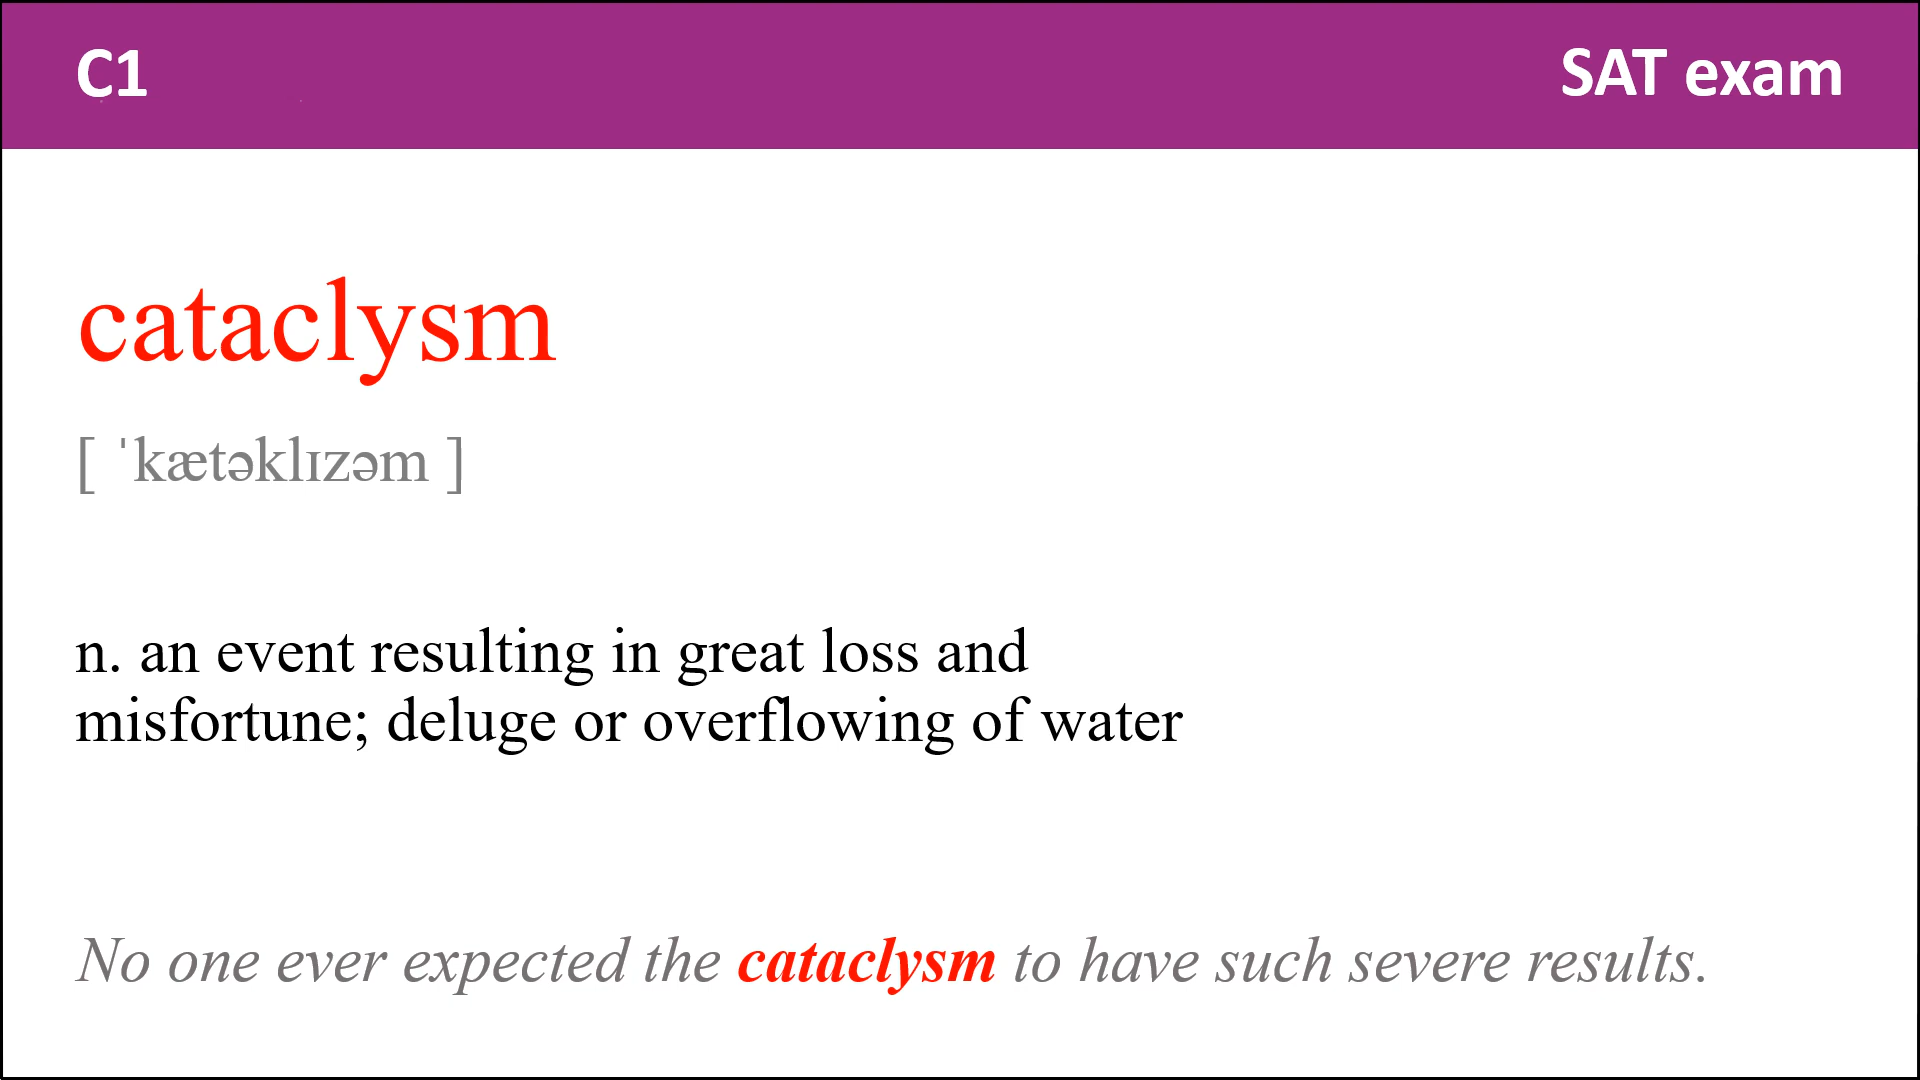 C1 SAT exam
cataclysm
[ ˈkætəklɪzəm ]
n. an event resulting in great loss and
misfortune; deluge or overflowing of water
No one ever expected the cataclysm to have such severe results.